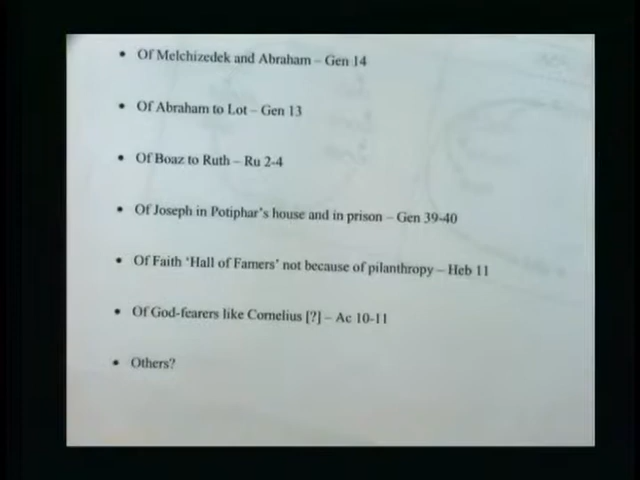 • Of Melchizedek and Abraham – Gen 14
• Of Abraham to Lot – Gen 13
• Of Boaz to Ruth – Ru 2-4
• Of Joseph in Potiphar's house and in prison – Gen 39-40
• Of Faith 'Hall of Famers' not because of pilanthropy – Heb 11
• Of God-fearers like Cornelius [?] – Ac 10-11
• Others?